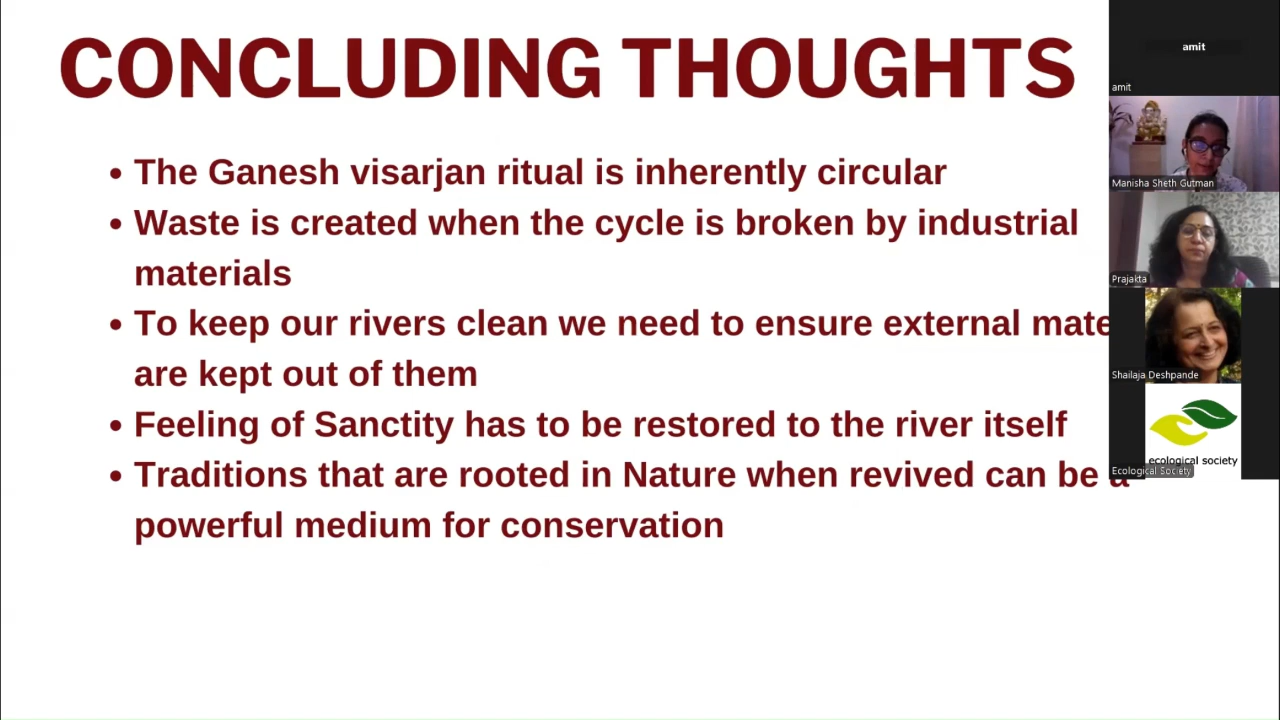 CONCLUDING THOUGHTS
• The Ganesh visarjan ritual is inherently circular
• Waste is created when the cycle is broken by industrial
materials
• To keep our rivers clean we need to ensure external mate
are kept out of them
• Feeling of Sanctity has to be restored to the river itself
• Traditions that are rooted in Nature when revived can be a
powerful medium for conservation
amit
amit
Manisha Sheth Gutman
Prajakta
Shailaja Deshpande
ecological society
Ecological Society